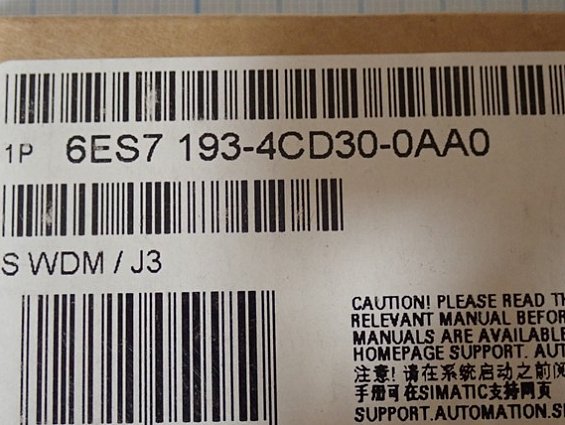 1P 6ES7 193-4CD30-0AA0
S WDM / J3
CAUTION! PLEASE READ TH
RELEVANT MANUAL BEFOR
MANUALS ARE AVAILABLE
HOMEPAGE SUPPORT. AUT
注意! 请在系统启动之前阅
手册可在SIMATIC支持网页
SUPPORT.AUTOMATION.S